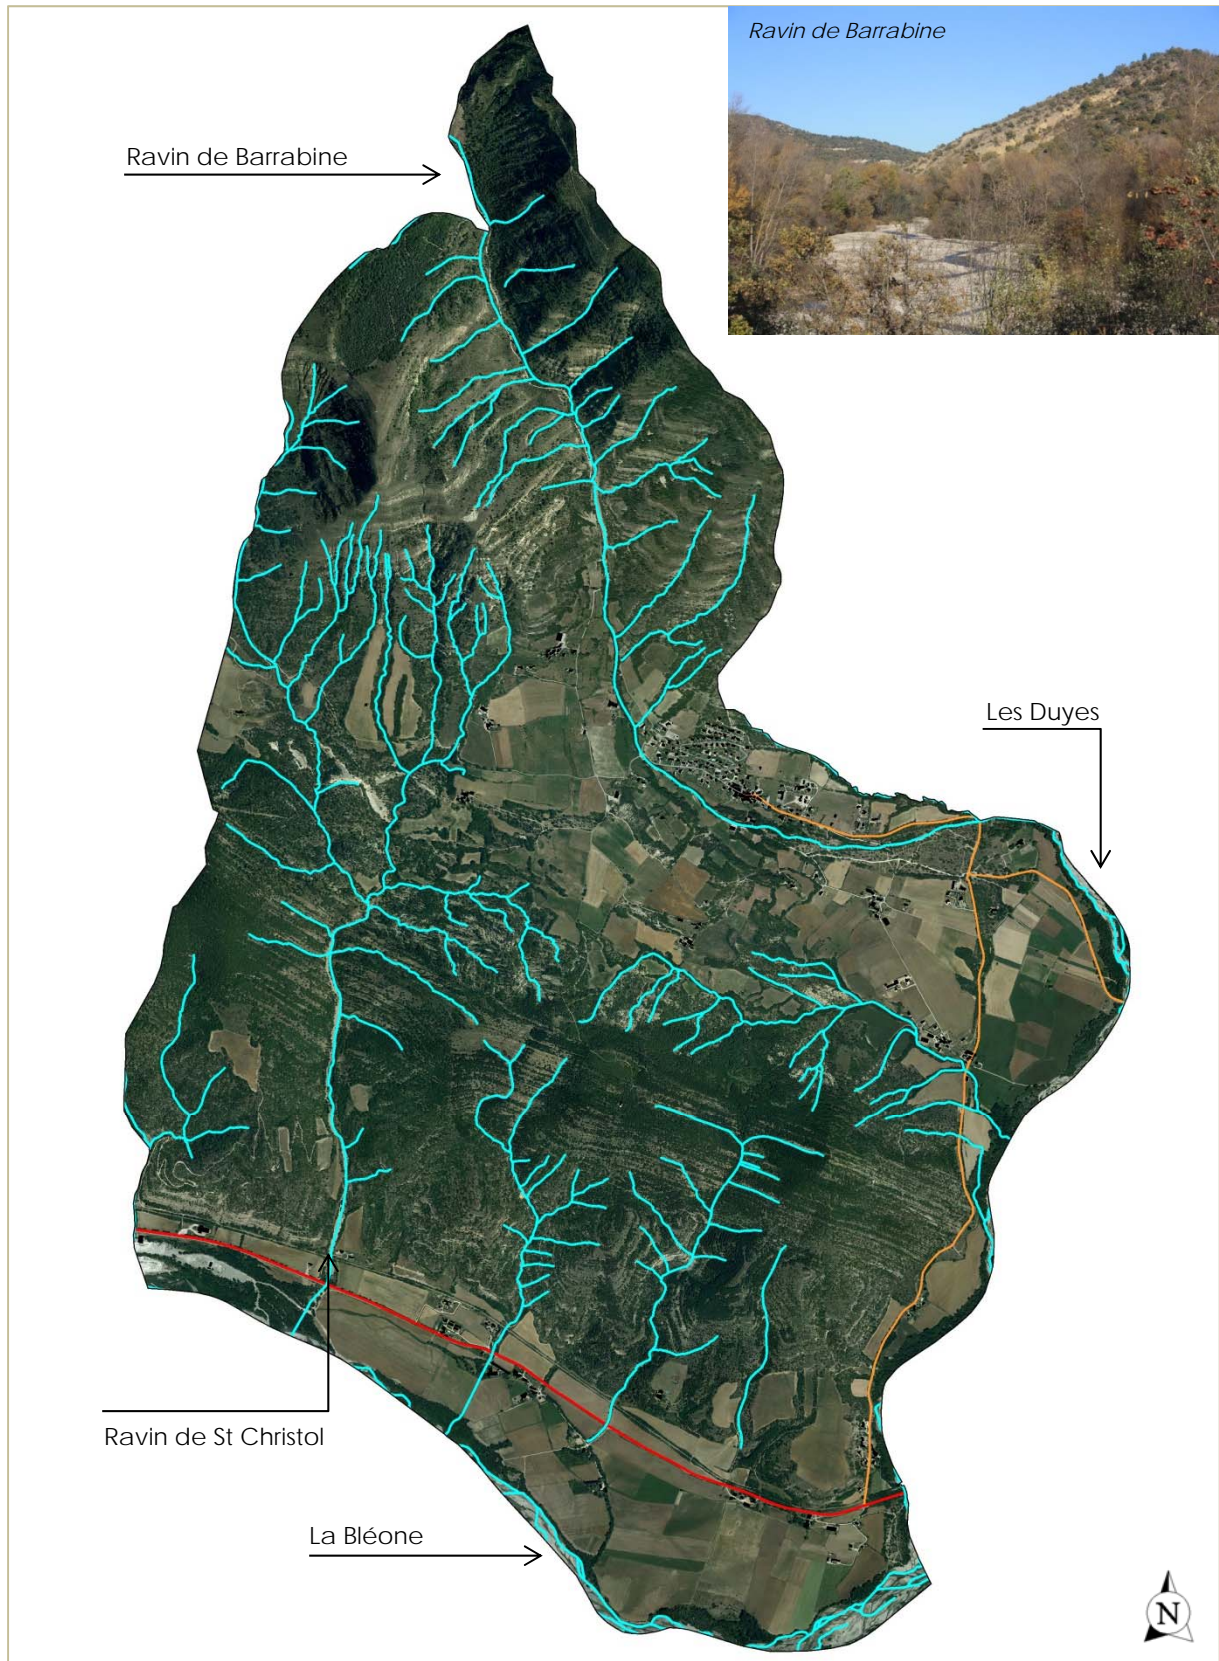 Ravin de Barrabine
Ravin de Barrabine
Les Duyes
Ravin de St Christol
La Bléone
N